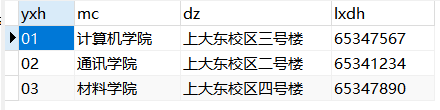 yxh mc dz lxdh
01 计算机学院 上大东校区三号楼 65347567
02 通讯学院 上大东校区二号楼 65341234
03 材料学院 上大东校区四号楼 65347890